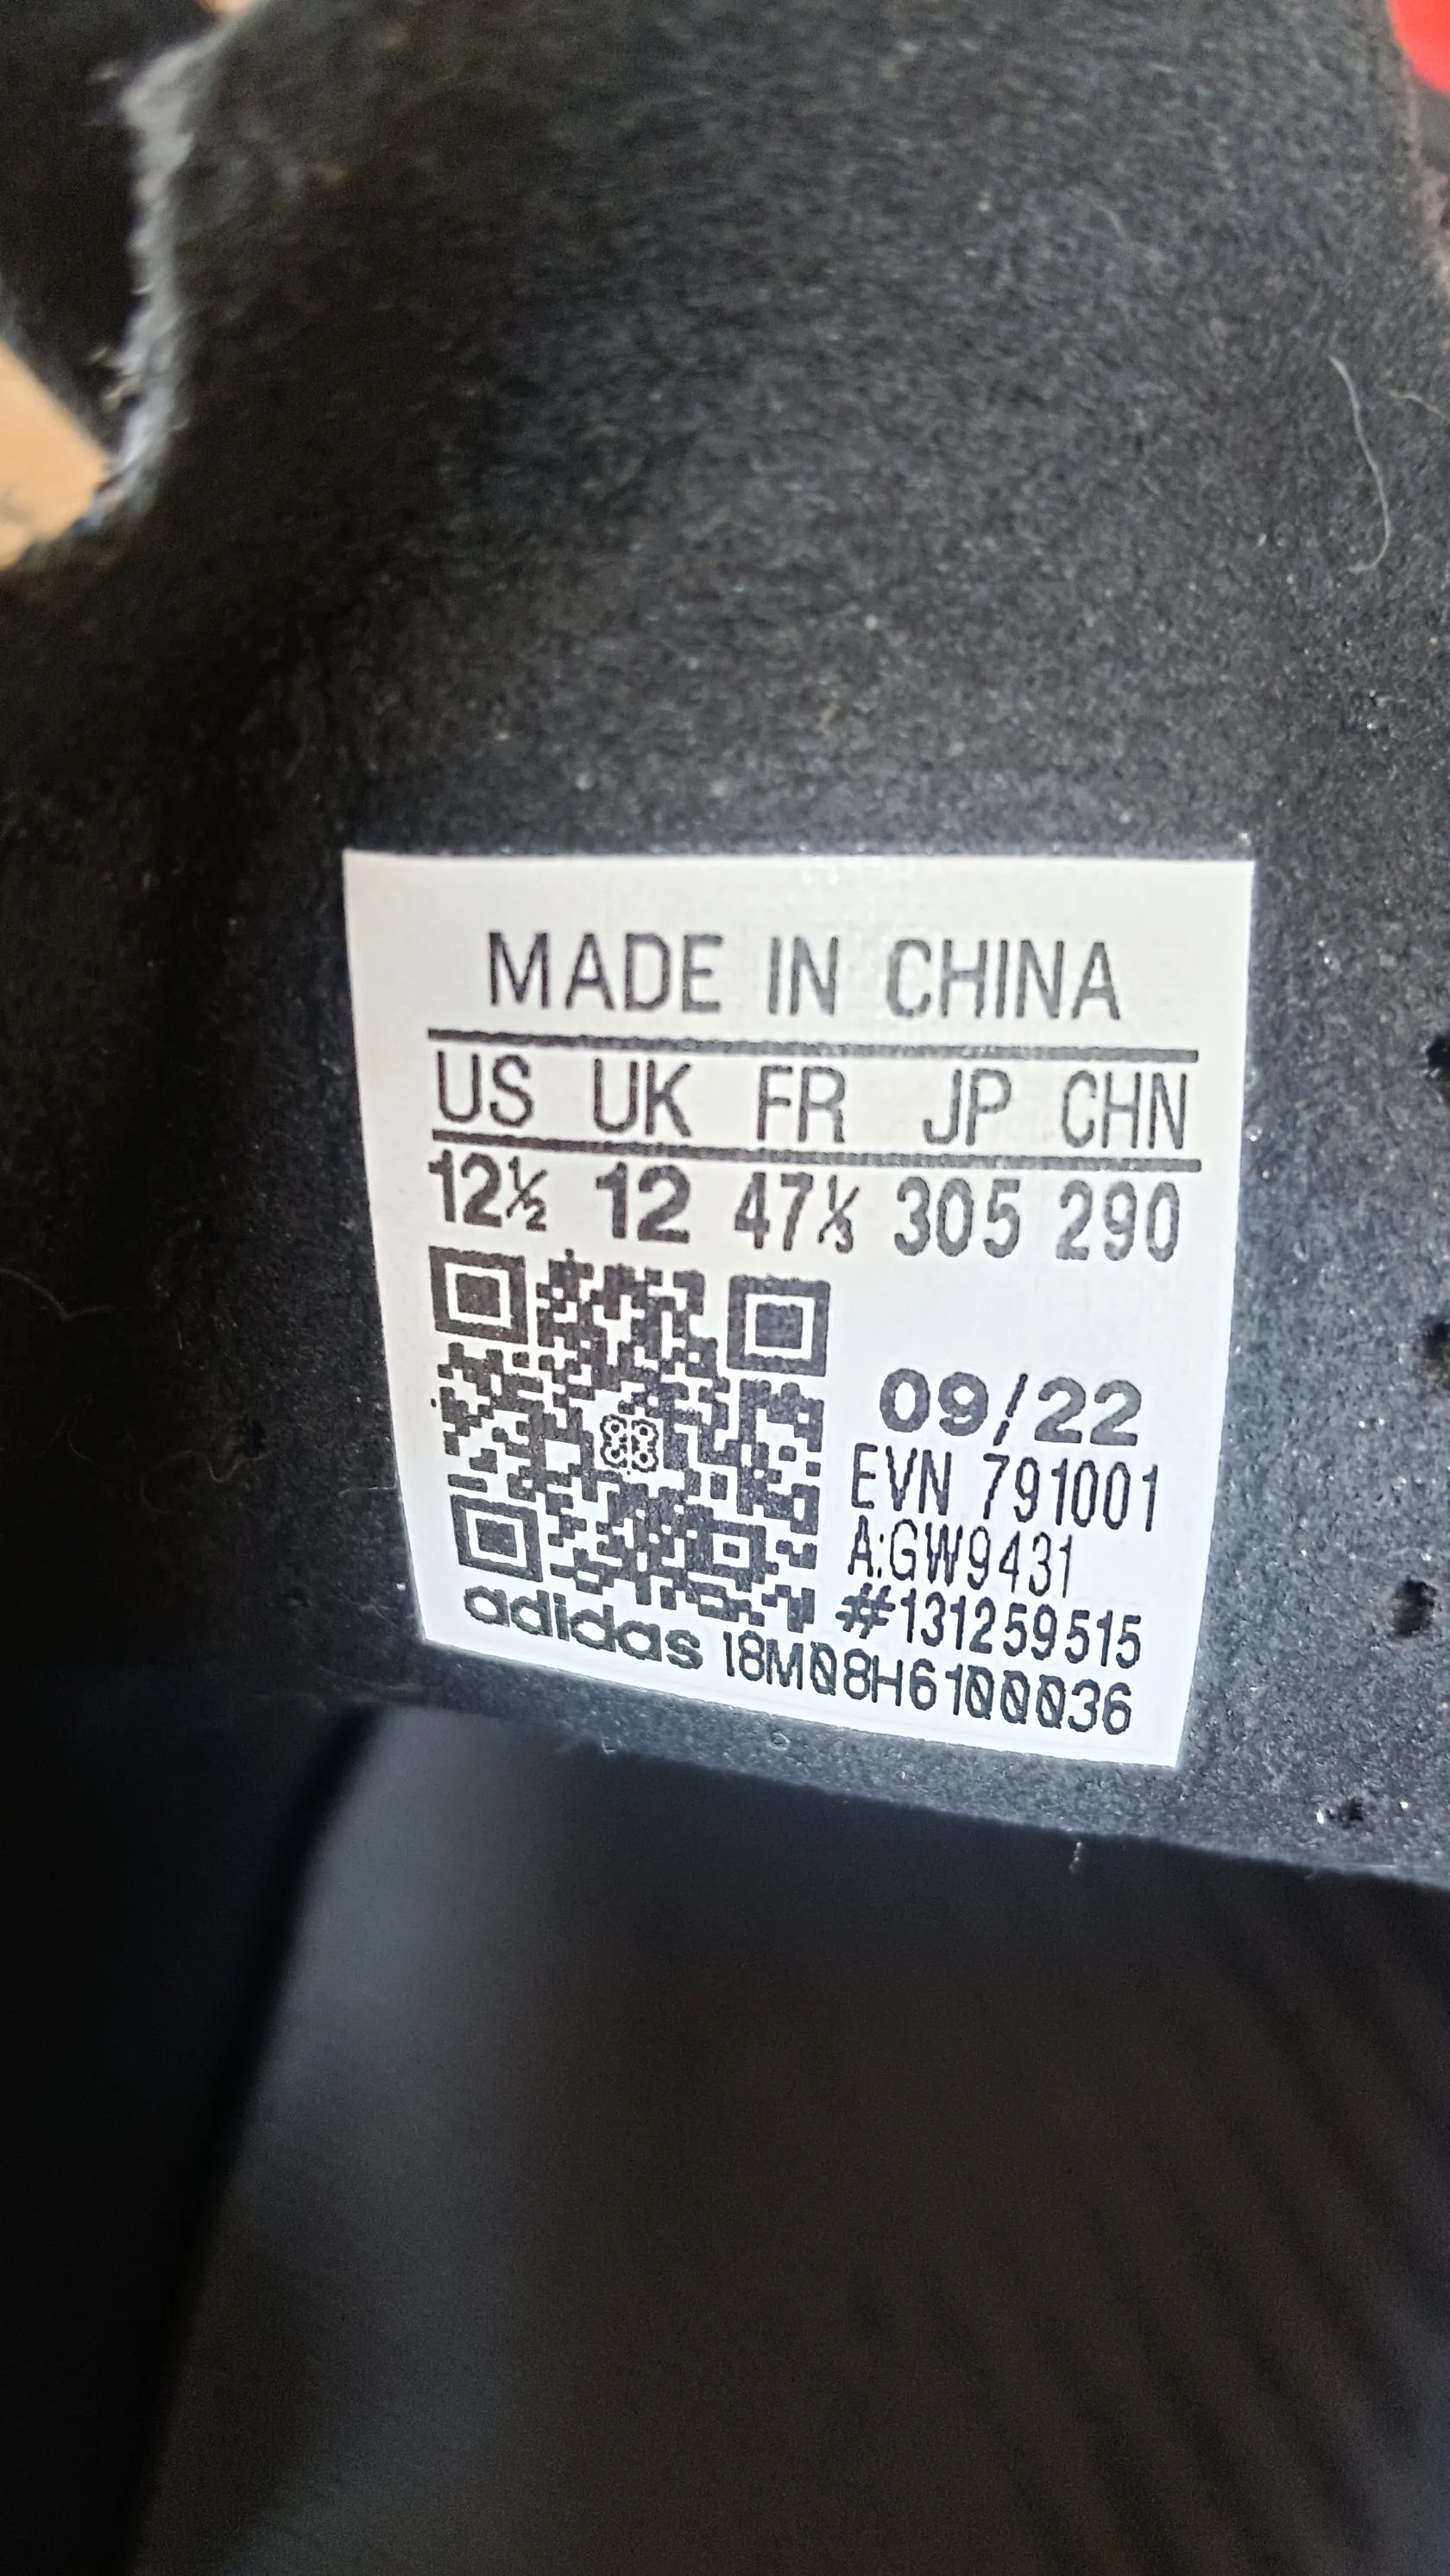 MADE IN CHINA
US UK FR JP CHN
12½ 12 47⅓ 305 290
09/22
EVN 791001
A:GW9431
#131259515
adidas 18M08H6100036